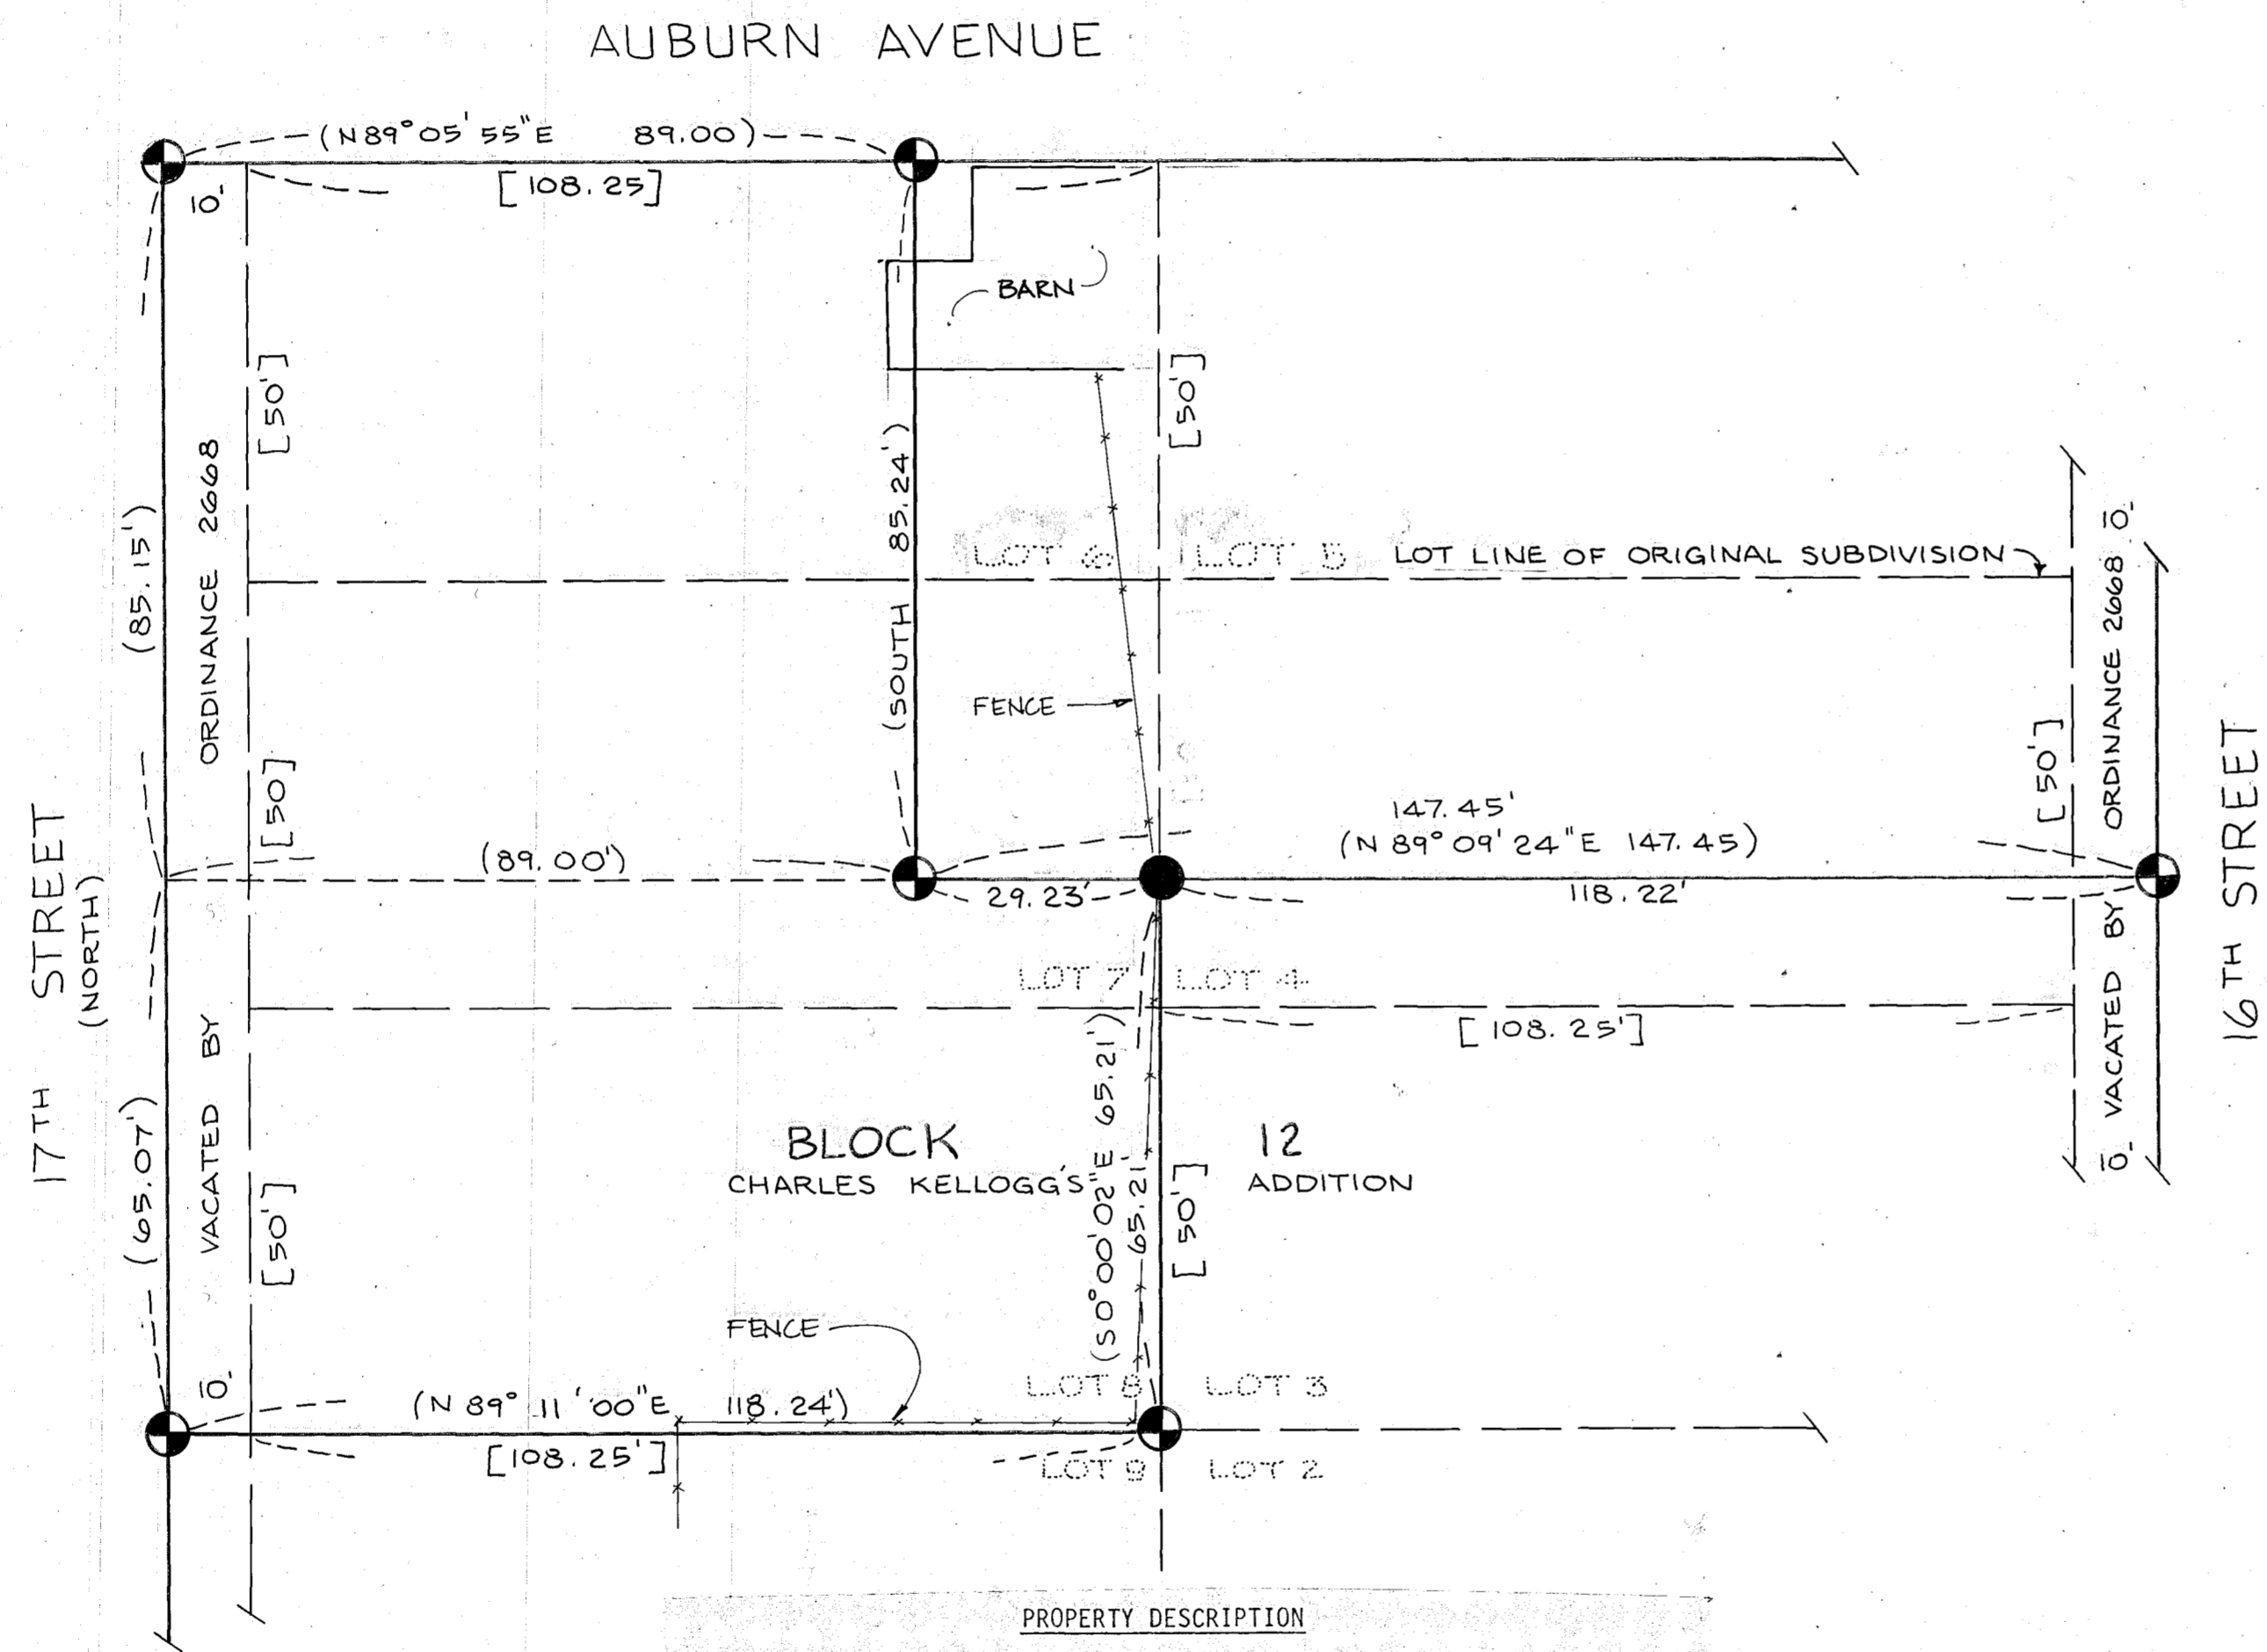 AUBURN AVENUE
(N 89° 05' 55" E 89.00)
[108.25]
10'
BARN
[50']
[50']
(85.15')
ORDINANCE 2668
(SOUTH 85.24')
LOT 6
LOT 5
LOT LINE OF ORIGINAL SUBDIVISION
VACATED BY ORDINANCE 2668
10'
[50']
FENCE
[50]
147.45'
(N 89° 09' 24" E 147.45)
(89.00')
29.23'
118.22'
17TH STREET
(NORTH)
16TH STREET
LOT 7
LOT 4
[108.25']
VACATED BY
(65.07')
(S 0° 00' 02" E 65.21')
65.21'
[50']
BLOCK 12
CHARLES KELLOGG'S ADDITION
[50']
10'
FENCE
10'
LOT 8
LOT 3
(N 89° 11' 00" E 118.24')
[108.25']
LOT 9
LOT 2
PROPERTY DESCRIPTION